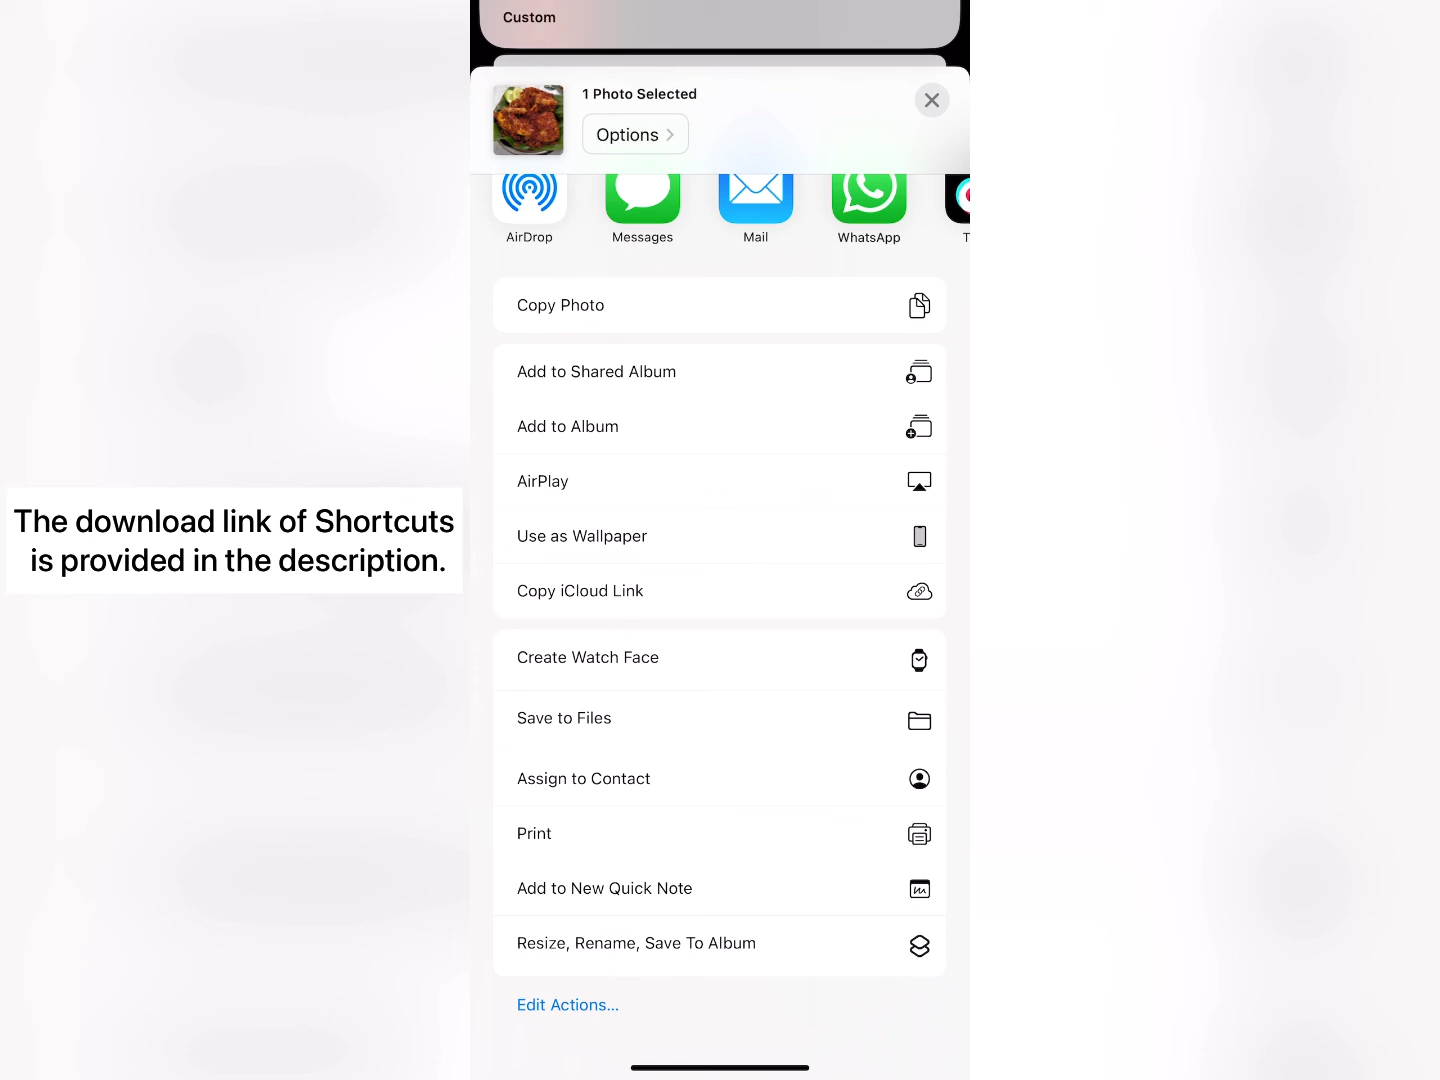 Custom
1 Photo Selected
Options
AirDrop
Messages
Mail
WhatsApp
T
Copy Photo
Add to Shared Album
Add to Album
AirPlay
Use as Wallpaper
Copy iCloud Link
Create Watch Face
Save to Files
Assign to Contact
Print
Add to New Quick Note
Resize, Rename, Save To Album
Edit Actions...
The download link of Shortcuts
is provided in the description.